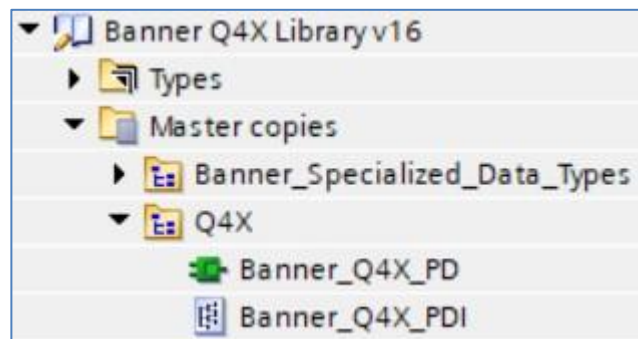 Banner Q4X Library v16
Types
Master copies
Banner_Specialized_Data_Types
Q4X
Banner_Q4X_PD
Banner_Q4X_PDI